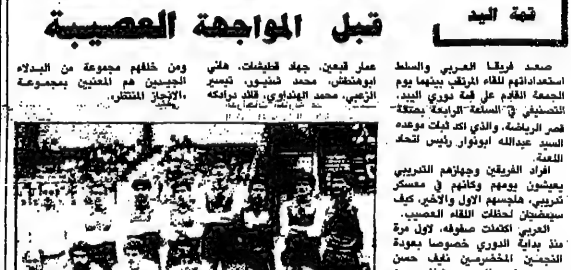 قمة اليد
قبل المواجهة العصيبة
صعد فريقا العربي والسلط
استعداداتهم للقاء المرتقب بينهما يوم
الجمعة القادم على قمة دوري اليد،
التصنيفي في الساعة الرابعة بصالة
قصر الرياضة، والذي اكد ثبات موعده
السيد عبدالله ابونوار رئيس اتحاد
اللعبة.
افراد الفريقين وجهازهم التدريبي
يعيشون يومهم وكانهم في معسكر
تدريبي، هاجسهم الاول والاخير، كيف
سيمضيان لحظات اللقاء العصيب.
العربي اكتملت صفوفه، لاول مرة
منذ بداية الدوري خصوصا بعودة
النجمين المخضرمين نايف حسن
عمار قبعين، جهاد قطيشات، هاني
ابوهنطش، محمد شنيور، تيسير
الزعبي، محمد الهنداوي، قائد درادكه
ومن خلفهم مجموعة من البدلاء
الجيدين هم المعنيين بمجموعة
الانجاز المنتظر.